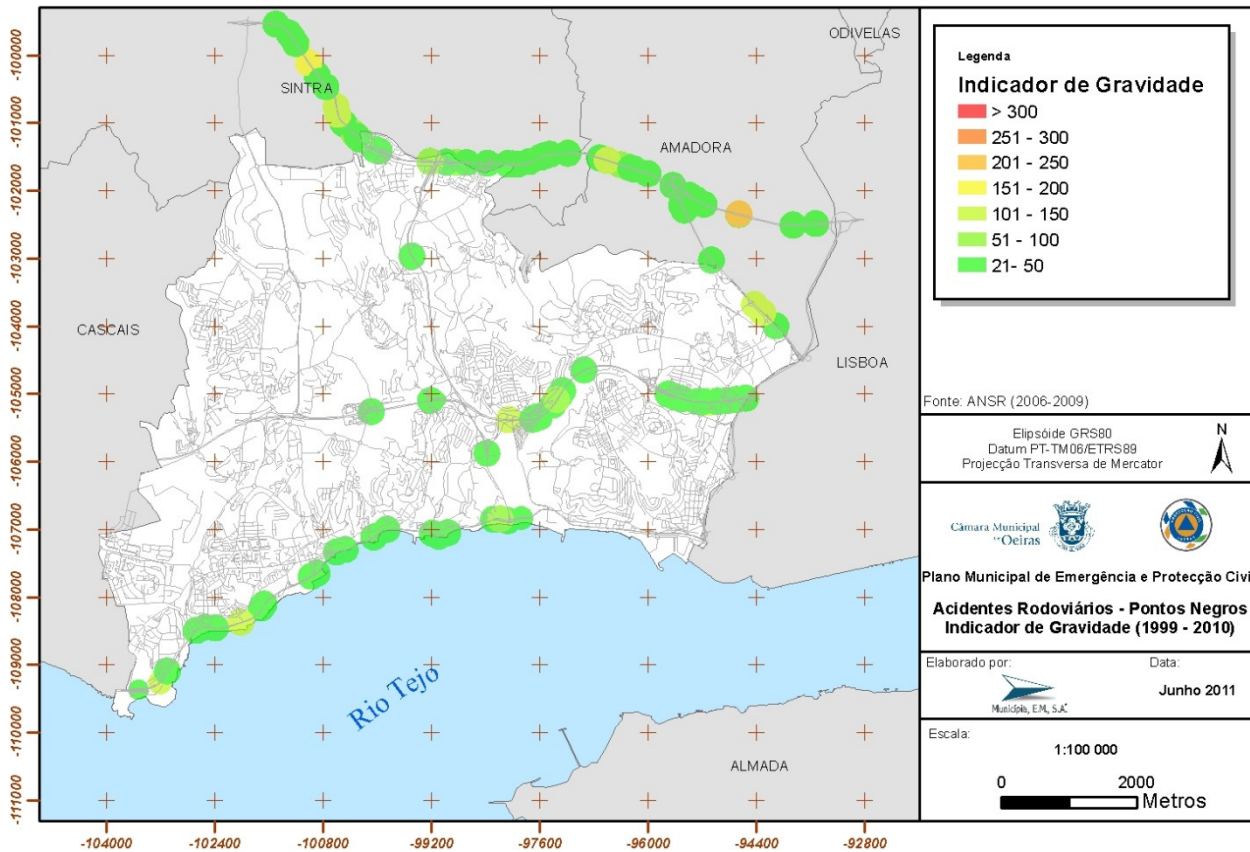 ODIVELAS
SINTRA
AMADORA
CASCAIS
LISBOA
Rio Tejo
ALMADA
-100000
-101000
-102000
-103000
-104000
-105000
-106000
-107000
-108000
-109000
-110000
-111000
-104000
-102400
-100800
-99200
-97600
-96000
-94400
-92800
Legenda
Indicador de Gravidade
> 300
251 - 300
201 - 250
151 - 200
101 - 150
51 - 100
21- 50
Fonte: ANSR (2006-2009)
Elipsóide GRS80
Datum PT-TM06/ETRS89
Projecção Transversa de Mercator
N
Câmara Municipal
de Oeiras
Plano Municipal de Emergência e Protecção Civi
Acidentes Rodoviários - Pontos Negros
Indicador de Gravidade (1999 - 2010)
Elaborado por:
Município, E.M., S.A.
Data:
Junho 2011
Escala:
1:100 000
0 2000
Metros